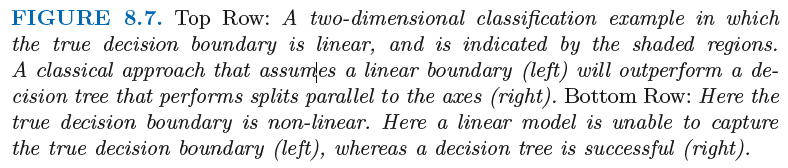 FIGURE 8.7. Top Row: A two-dimensional classification example in which
the true decision boundary is linear, and is indicated by the shaded regions.
A classical approach that assumes a linear boundary (left) will outperform a de-
cision tree that performs splits parallel to the axes (right). Bottom Row: Here the
true decision boundary is non-linear. Here a linear model is unable to capture
the true decision boundary (left), whereas a decision tree is successful (right).